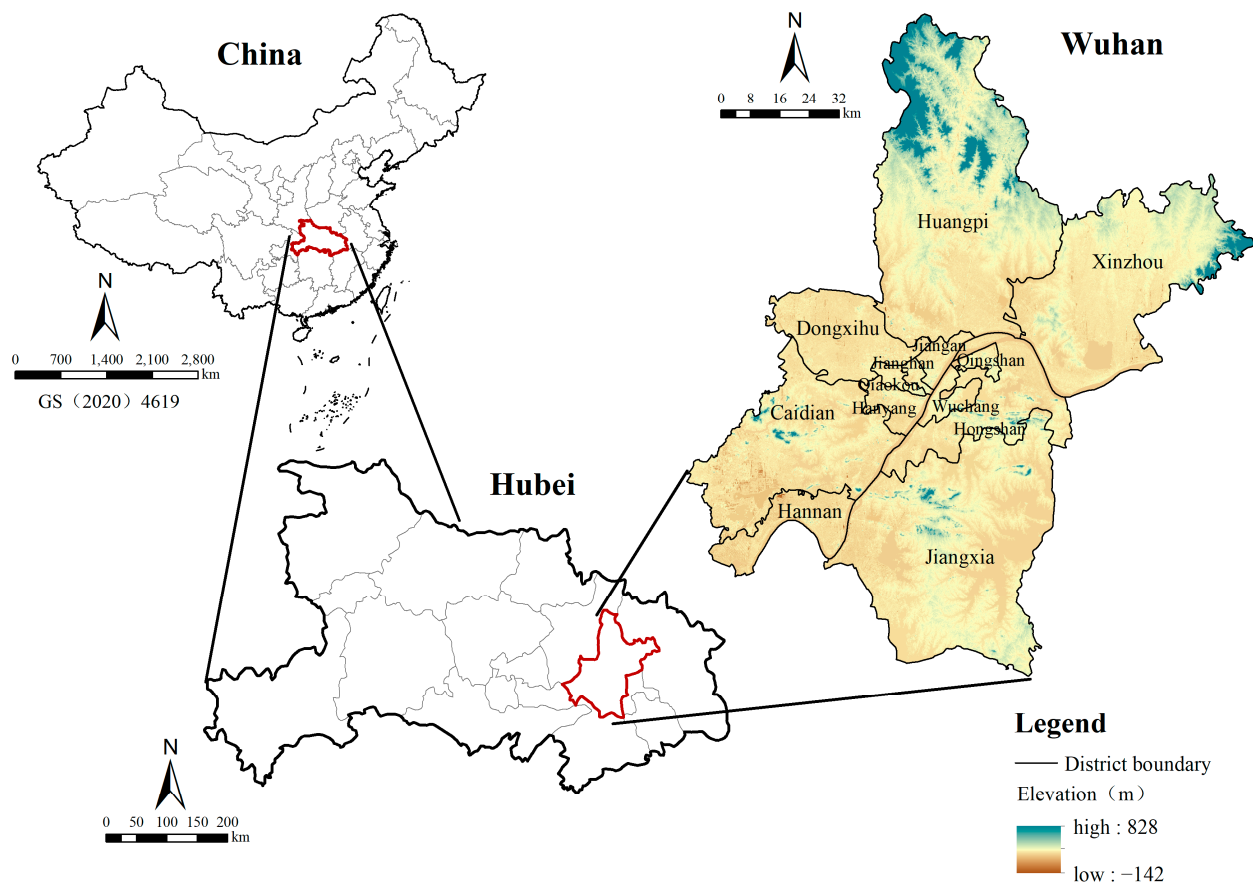 China
N
0 700 1,400 2,100 2,800
km
GS（2020）4619
Hubei
N
0 50 100 150 200
km
Wuhan
N
0 8 16 24 32
km
Huangpi
Xinzhou
Dongxihu
Jiangan
Jianghan
Qingshan
Qiaokou
Caidian
Hanyang
Wuchang
Hongshan
Hannan
Jiangxia
Legend
District boundary
Elevation（m）
high : 828
low : −142